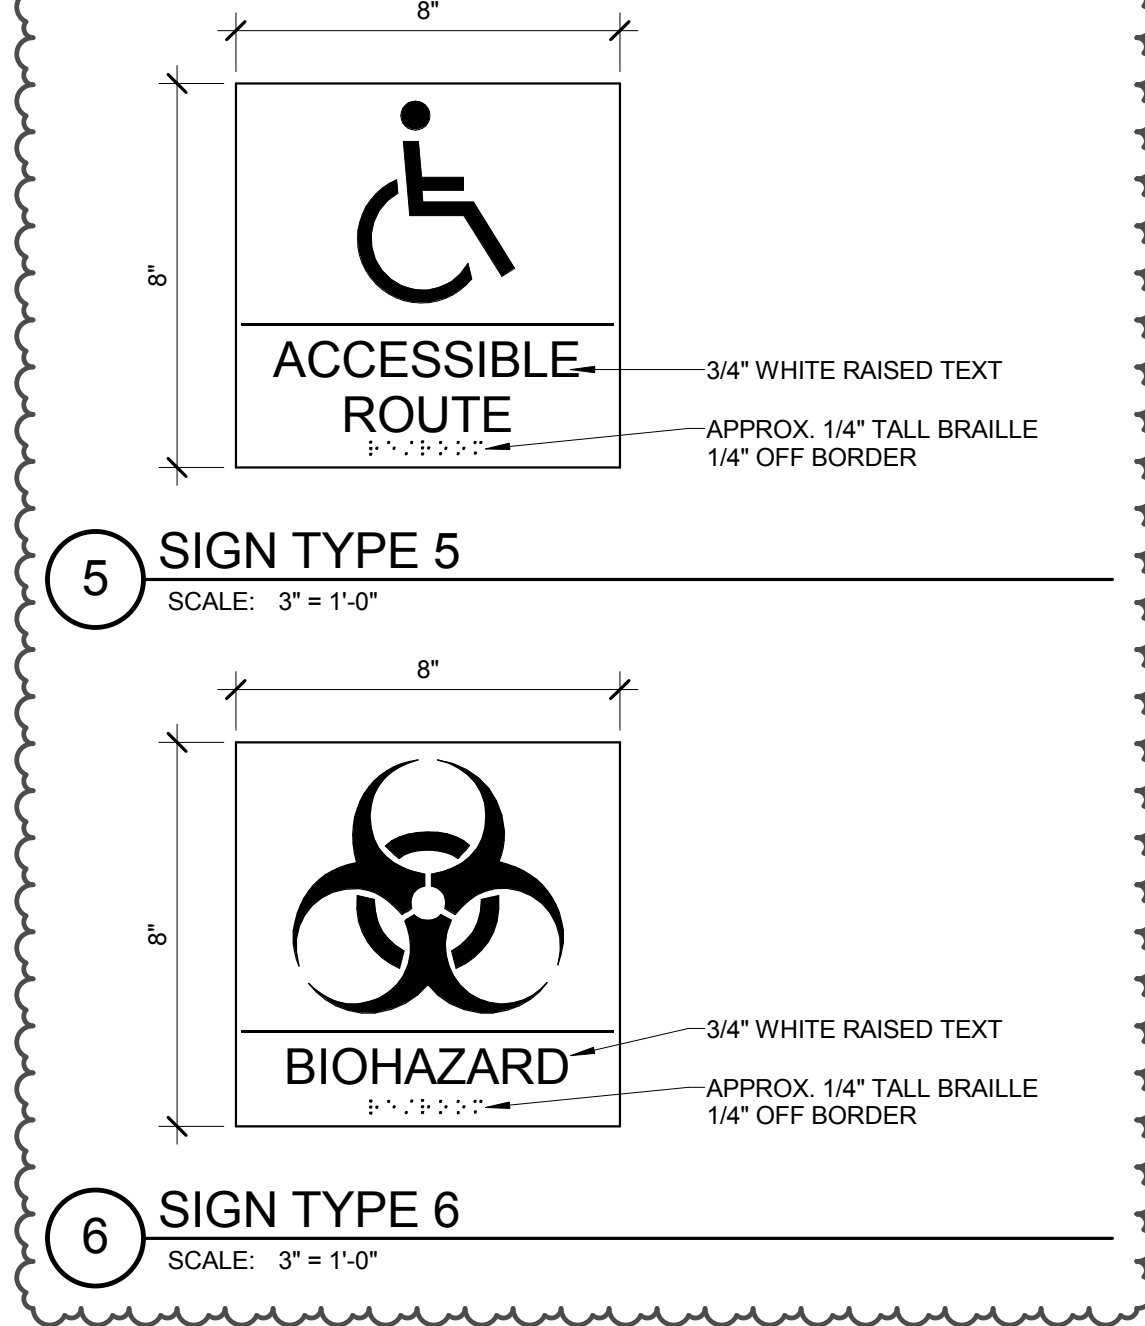 8"
8"
ACCESSIBLE
ROUTE
3/4" WHITE RAISED TEXT
APPROX. 1/4" TALL BRAILLE
1/4" OFF BORDER
5
SIGN TYPE 5
SCALE: 3" = 1'-0"
8"
8"
BIOHAZARD
3/4" WHITE RAISED TEXT
APPROX. 1/4" TALL BRAILLE
1/4" OFF BORDER
6
SIGN TYPE 6
SCALE: 3" = 1'-0"